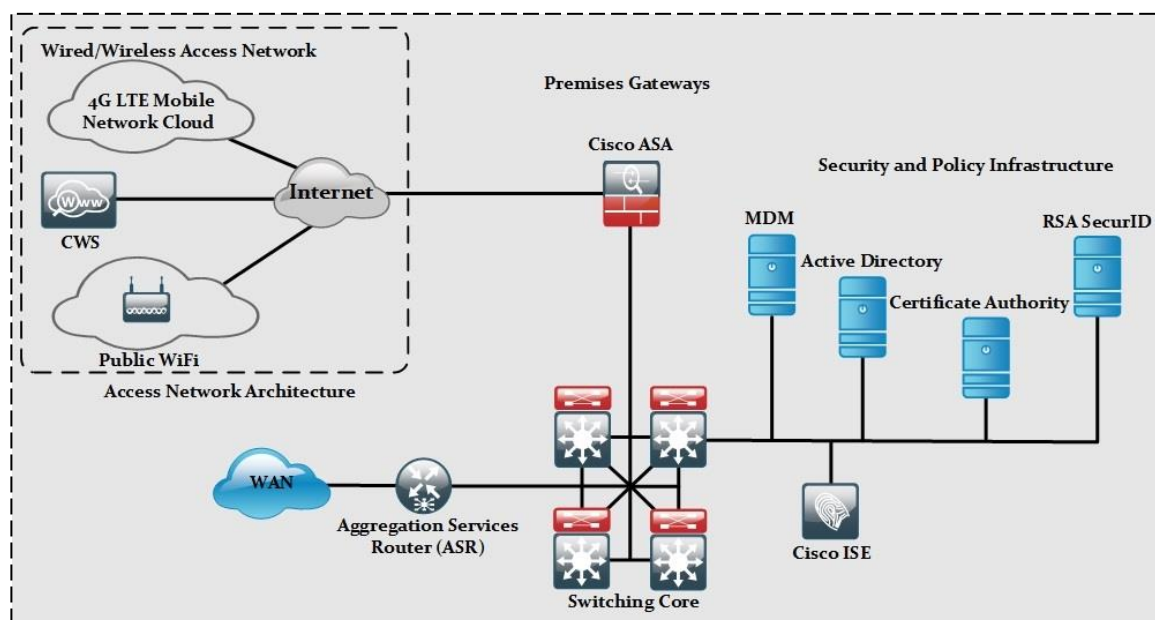 Wired/Wireless Access Network
4G LTE Mobile
Network Cloud
Internet
Www
CWS
Public WiFi
Access Network Architecture
Premises Gateways
Cisco ASA
Security and Policy Infrastructure
MDM
RSA SecurID
Active Directory
Certificate Authority
WAN
Aggregation Services
Router (ASR)
Switching Core
Cisco ISE